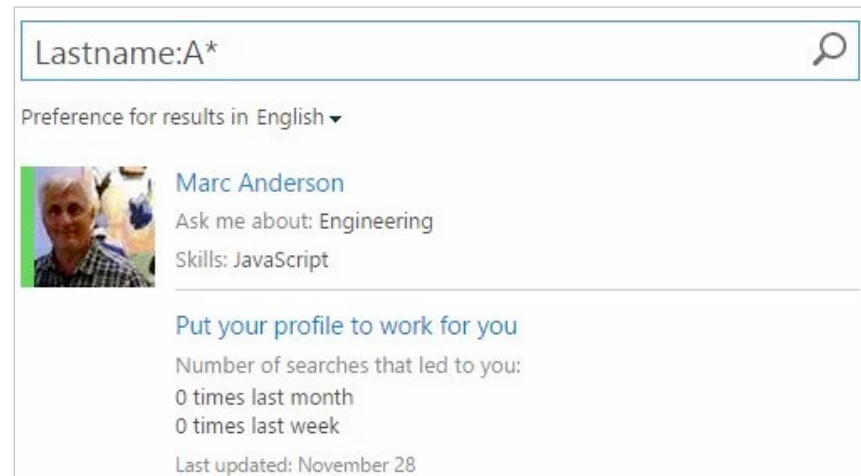 Lastname:A*
Preference for results in English
Marc Anderson
Ask me about: Engineering
Skills: JavaScript
Put your profile to work for you
Number of searches that led to you:
0 times last month
0 times last week
Last updated: November 28